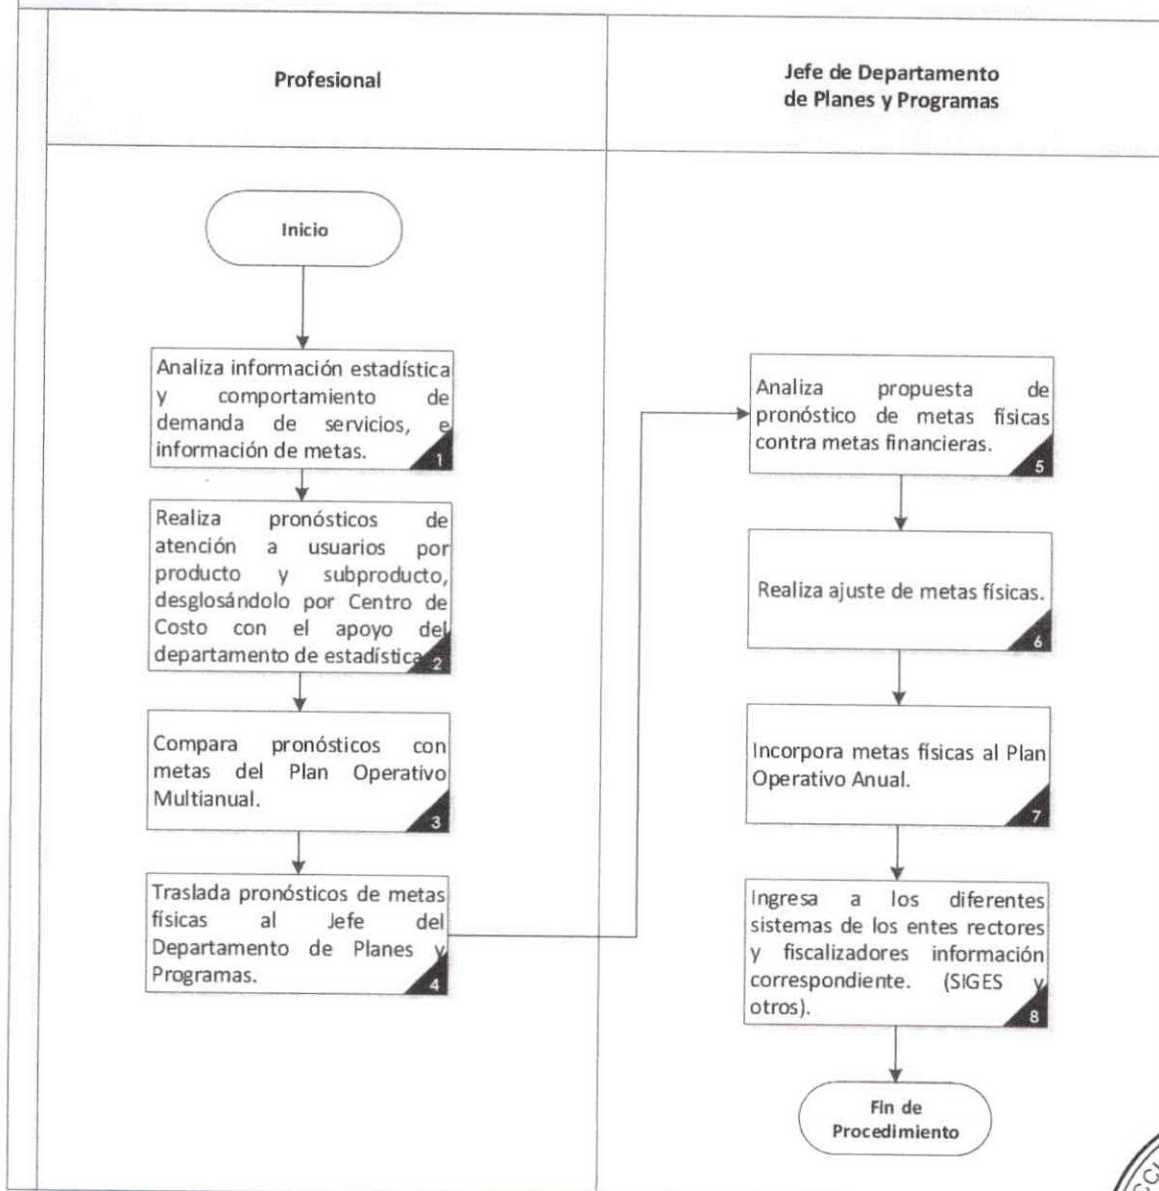 Profesional
Jefe de Departamento
de Planes y Programas
Inicio
Analiza información estadística
y comportamiento de
demanda de servicios, e
información de metas.
1
Realiza pronósticos de
atención a usuarios por
producto y subproducto,
desglosándolo por Centro de
Costo con el apoyo del
departamento de estadística
2
Compara pronósticos con
metas del Plan Operativo
Multianual.
3
Traslada pronósticos de metas
físicas al Jefe del
Departamento de Planes y
Programas.
4
Analiza propuesta de
pronóstico de metas físicas
contra metas financieras.
5
Realiza ajuste de metas físicas.
6
Incorpora metas físicas al Plan
Operativo Anual.
7
Ingresa a los diferentes
sistemas de los entes rectores
y fiscalizadores información
correspondiente. (SIGES y
otros).
8
Fin de
Procedimiento